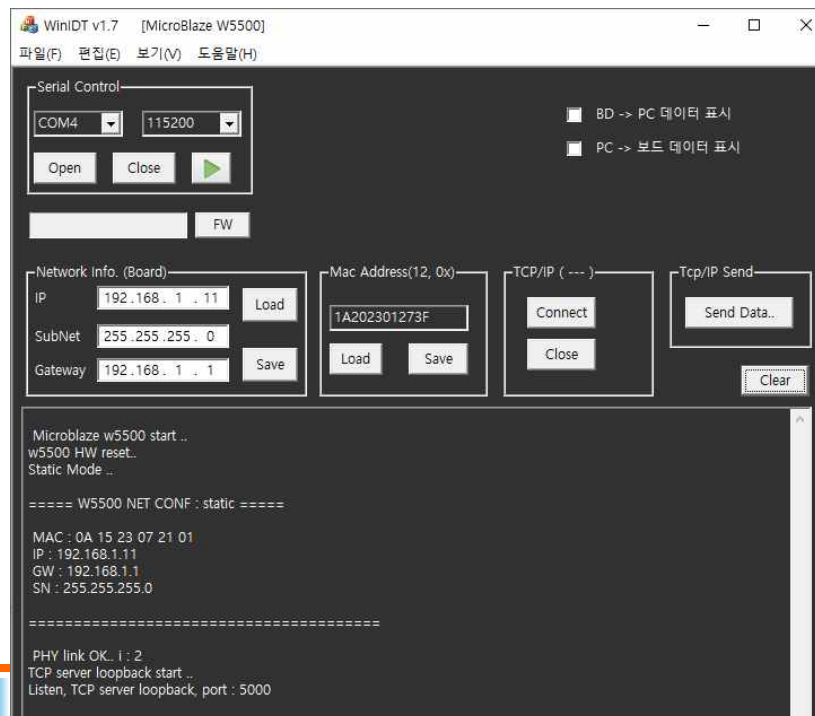 WinIDT v1.7 [MicroBlaze W5500]
파일(F) 편집(E) 보기(V) 도움말(H)
Serial Control
COM4 115200
Open Close
BD -> PC 데이터 표시
PC -> 보드 데이터 표시
FW
Network Info. (Board)
IP 192.168. 1 . 11
Load
SubNet 255.255.255. 0
Gateway 192.168. 1 . 1
Save
Mac Address(12, 0x)
1A202301273F
Load Save
TCP/IP ( --- )
Connect
Close
Tcp/IP Send
Send Data..
Clear
Microblaze w5500 start ..
w5500 HW reset..
Static Mode ..
===== W5500 NET CONF : static =====
MAC : 0A 15 23 07 21 01
IP : 192.168.1.11
GW : 192.168.1.1
SN : 255.255.255.0
=======================================
PHY link OK.. i : 2
TCP server loopback start ..
Listen, TCP server loopback, port : 5000